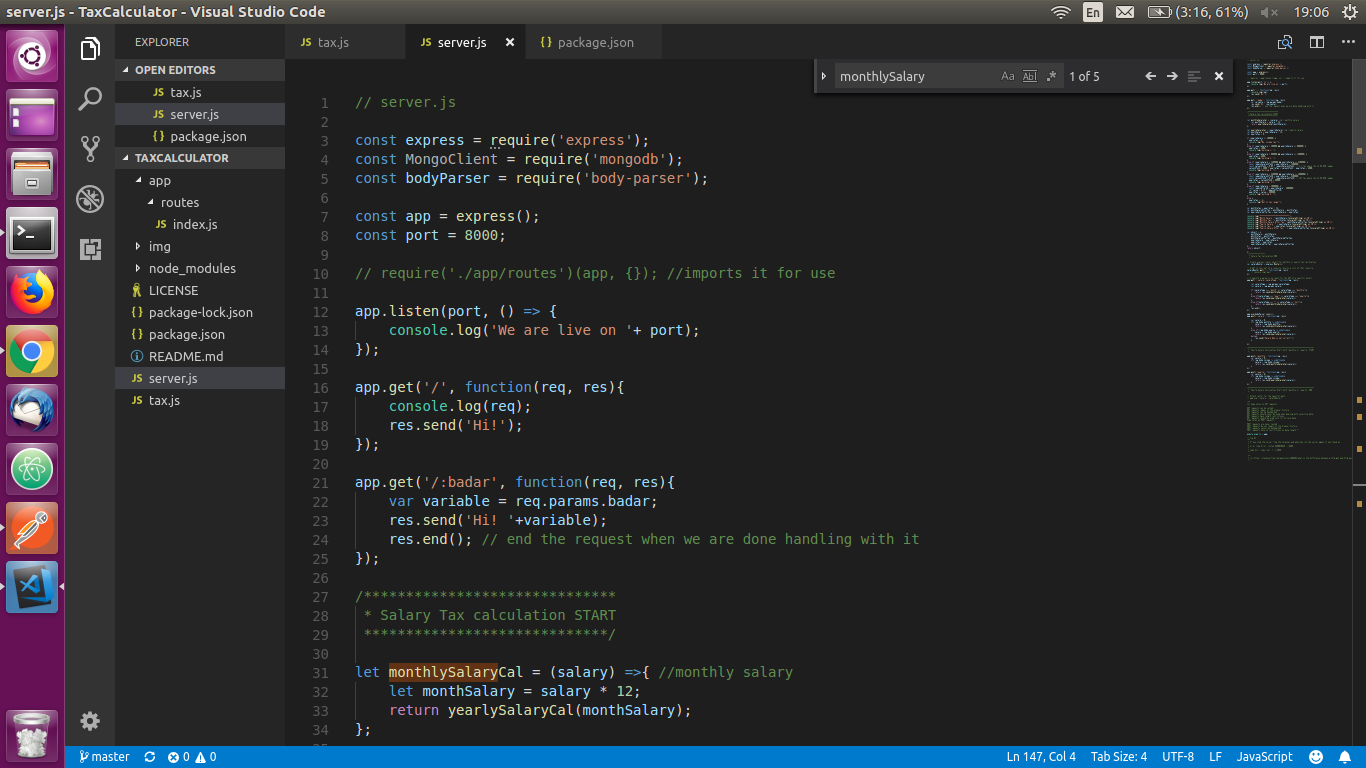 server.js - TaxCalculator - Visual Studio Code
En
(3:16, 61%)
19:06
EXPLORER
OPEN EDITORS
JS tax.js
JS server.js
{ } package.json
TAXCALCULATOR
app
routes
JS index.js
img
node_modules
LICENSE
{ } package-lock.json
{ } package.json
README.md
JS server.js
JS tax.js
JS tax.js
JS server.js
{ } package.json
monthlySalary
Aa
Abl
.*
1 of 5
1 // server.js
2
3 const express = require('express');
4 const MongoClient = require('mongodb');
5 const bodyParser = require('body-parser');
6
7 const app = express();
8 const port = 8000;
9
10 // require('./app/routes')(app, {}); //imports it for use
11
12 app.listen(port, () => {
13 console.log('We are live on '+ port);
14 });
15
16 app.get('/', function(req, res){
17 console.log(req);
18 res.send('Hi!');
19 });
20
21 app.get('/:badar', function(req, res){
22 var variable = req.params.badar;
23 res.send('Hi! '+variable);
24 res.end(); // end the request when we are done handling with it
25 });
26
27 /******************************
28 * Salary Tax calculation START
29 *****************************/
30
31 let monthlySalaryCal = (salary) =>{ //monthly salary
32 let monthSalary = salary * 12;
33 return yearlySalaryCal(monthSalary);
34 };
master
0
0
Ln 147, Col 4
Tab Size: 4
UTF-8
LF
JavaScript